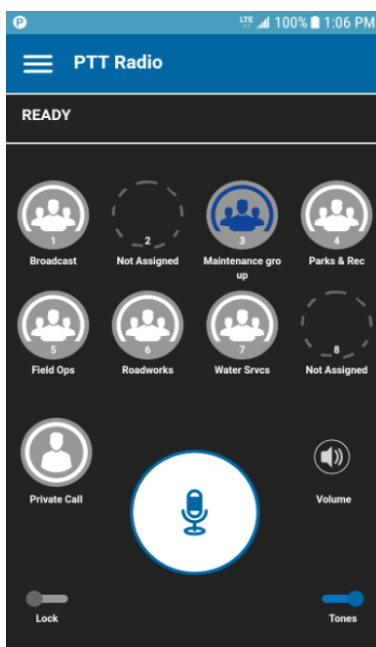 P LTE 100% 1:06 PM
PTT Radio
READY
1 2 3 4
Broadcast Not Assigned Maintenance gro Parks & Rec
up
5 6 7 8
Field Ops Roadworks Water Srvcs Not Assigned
Private Call Volume
Lock Tones